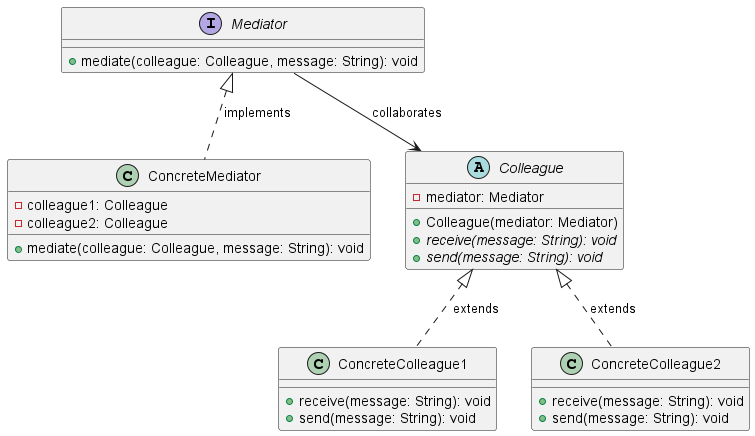 I Mediator
mediate(colleague: Colleague, message: String): void
implements
collaborates
C ConcreteMediator
colleague1: Colleague
colleague2: Colleague
mediate(colleague: Colleague, message: String): void
A Colleague
mediator: Mediator
Colleague(mediator: Mediator)
receive(message: String): void
send(message: String): void
extends
extends
C ConcreteColleague1
receive(message: String): void
send(message: String): void
C ConcreteColleague2
receive(message: String): void
send(message: String): void